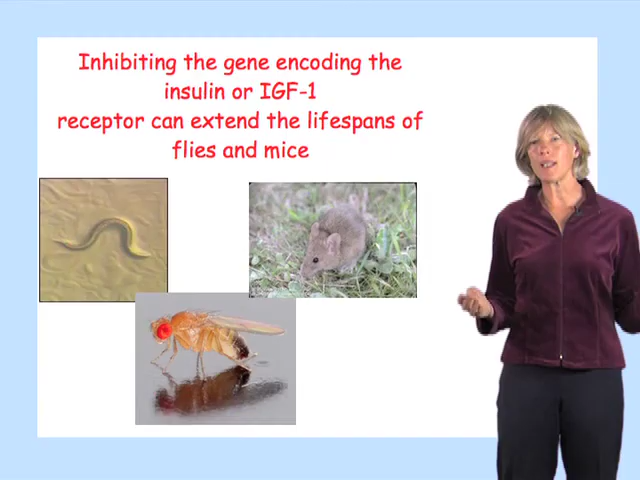 Inhibiting the gene encoding the
insulin or IGF-1
receptor can extend the lifespans of
flies and mice